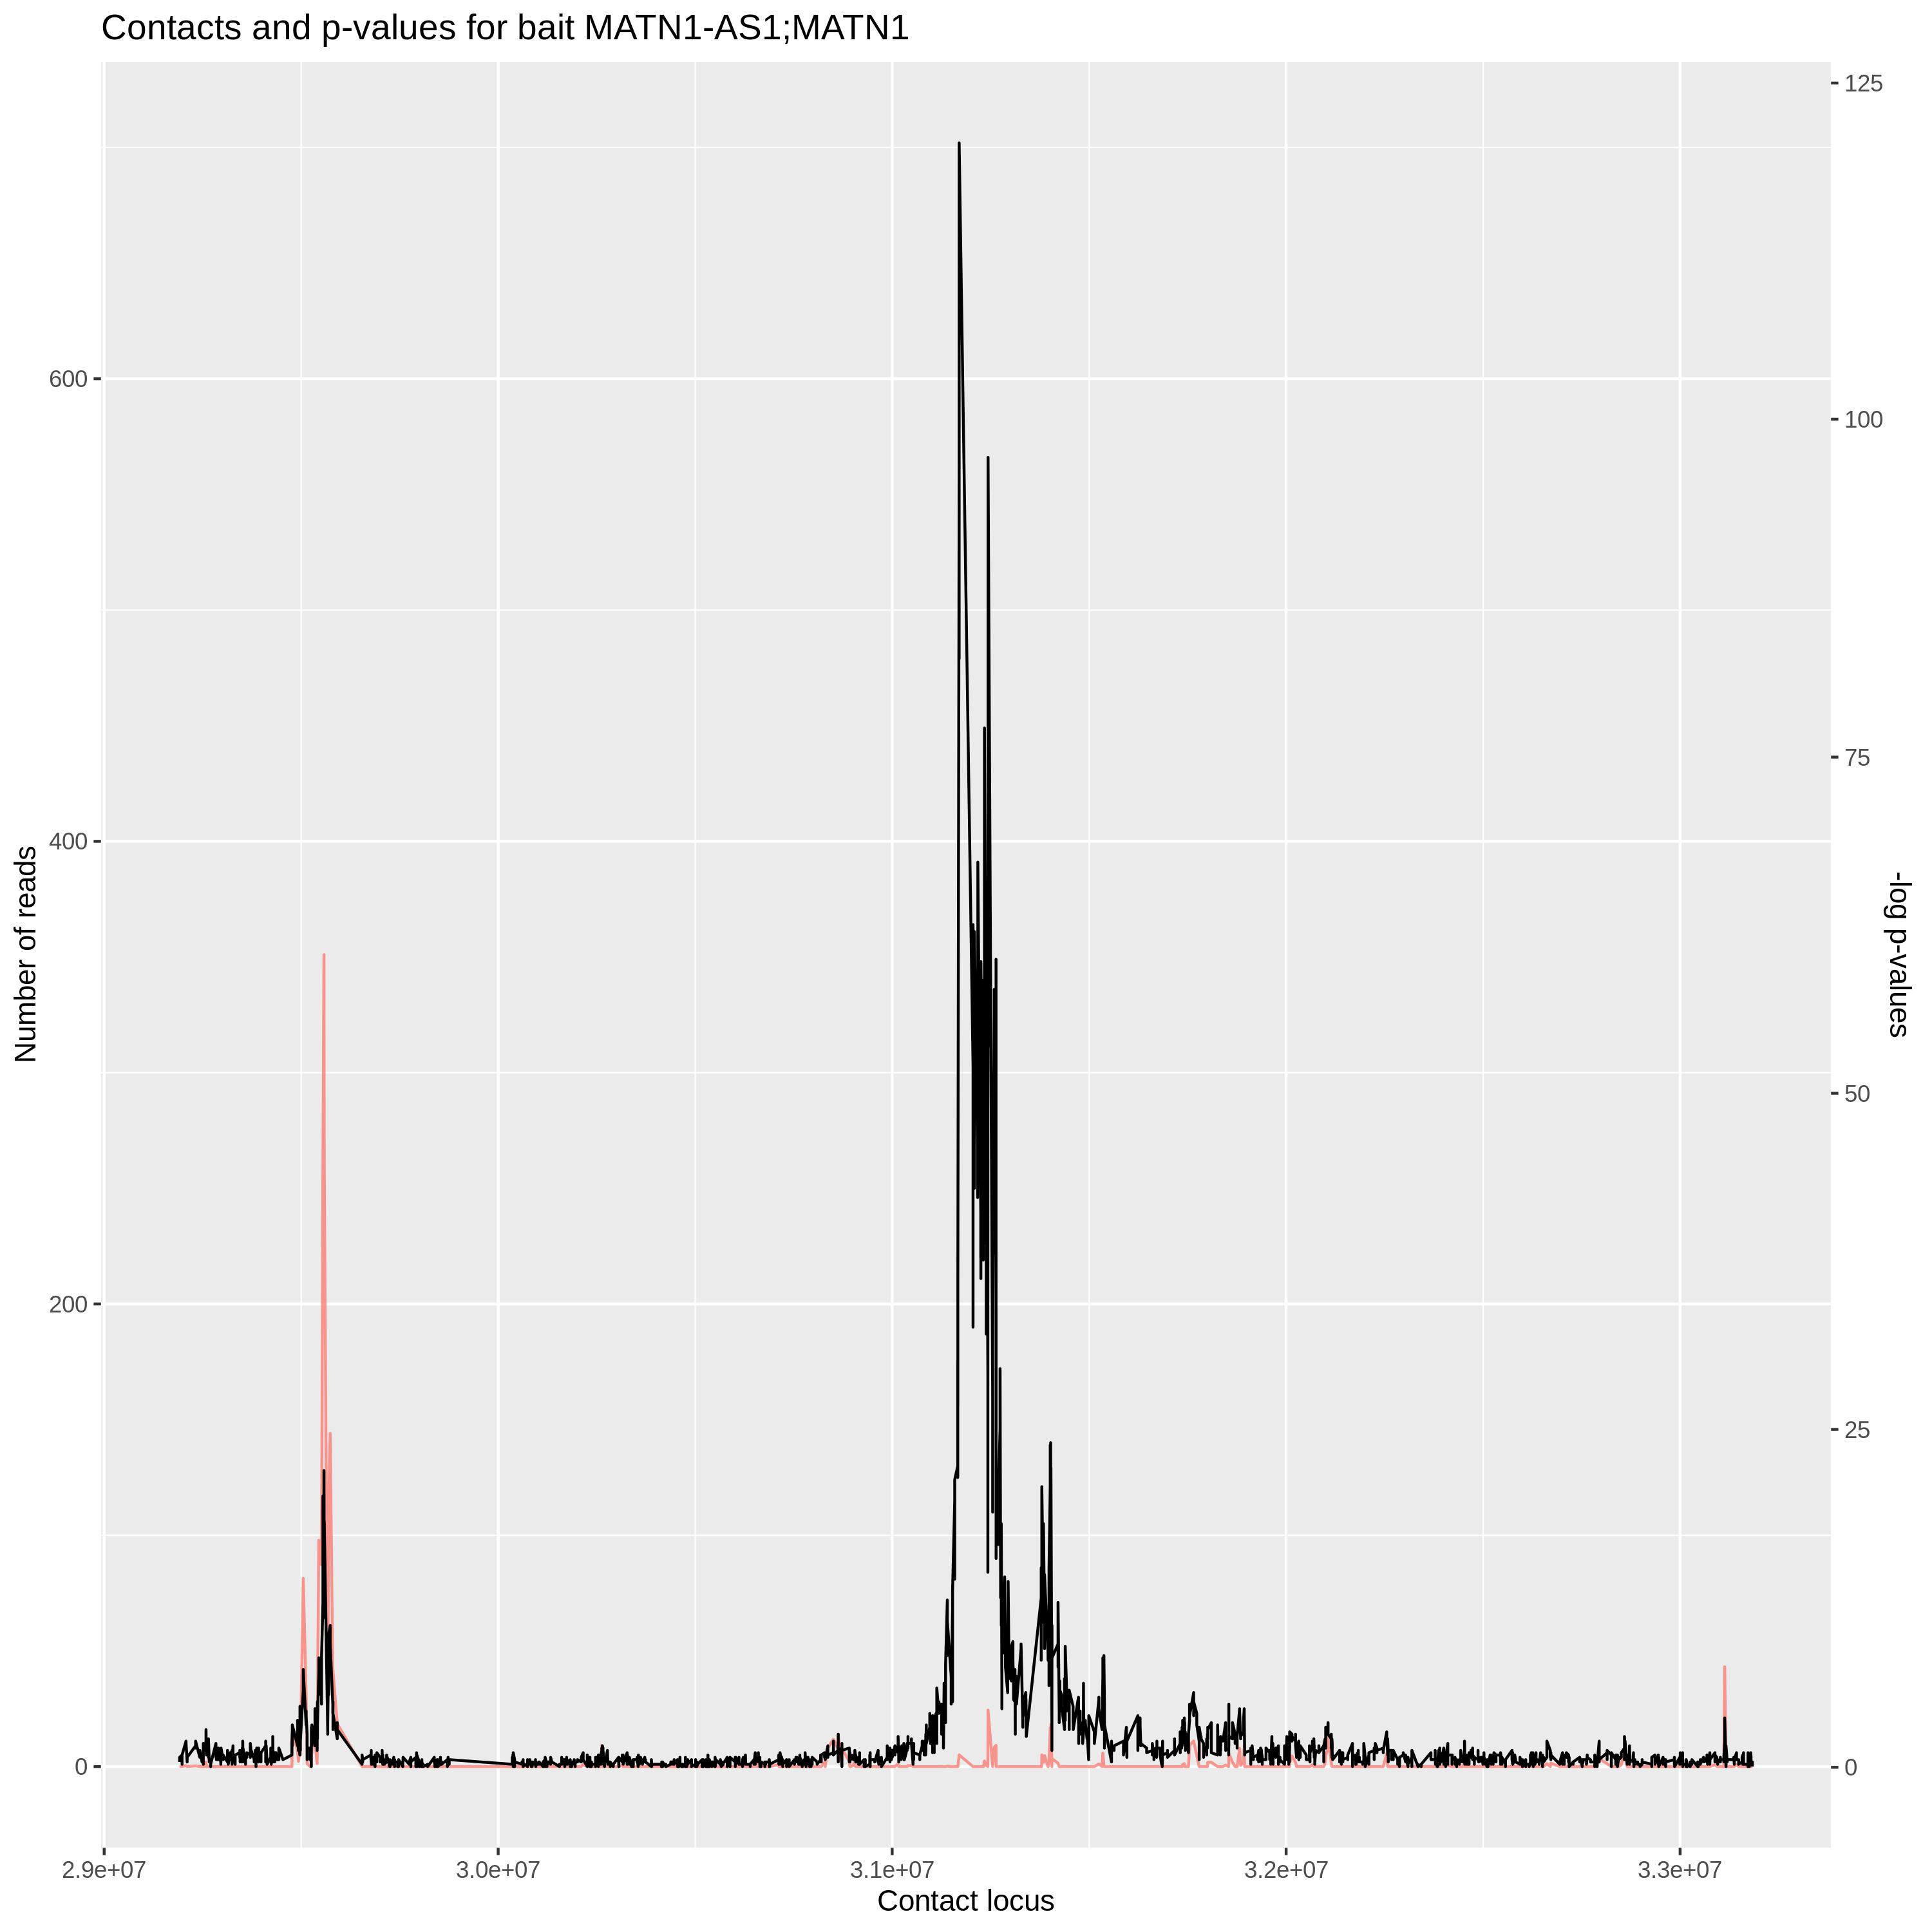 Contacts and p-values for bait MATN1-AS1;MATN1
125
600
100
400
75
Number of reads
-log p-values
50
200
25
0
0
2.9e+07
3.0e+07
3.1e+07
3.2e+07
3.3e+07
Contact locus